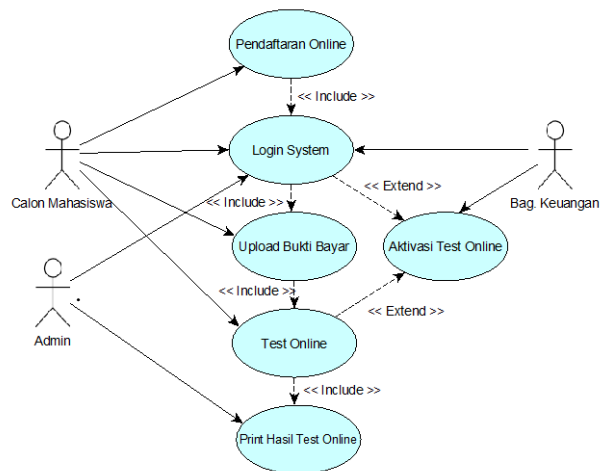 Pendaftaran Online
<< Include >>
Login System
Calon Mahasiswa
Bag. Keuangan
<< Extend >>
<< Include >>
Upload Bukti Bayar
Aktivasi Test Online
<< Include >>
<< Extend >>
Admin
Test Online
<< Include >>
Print Hasil Test Online